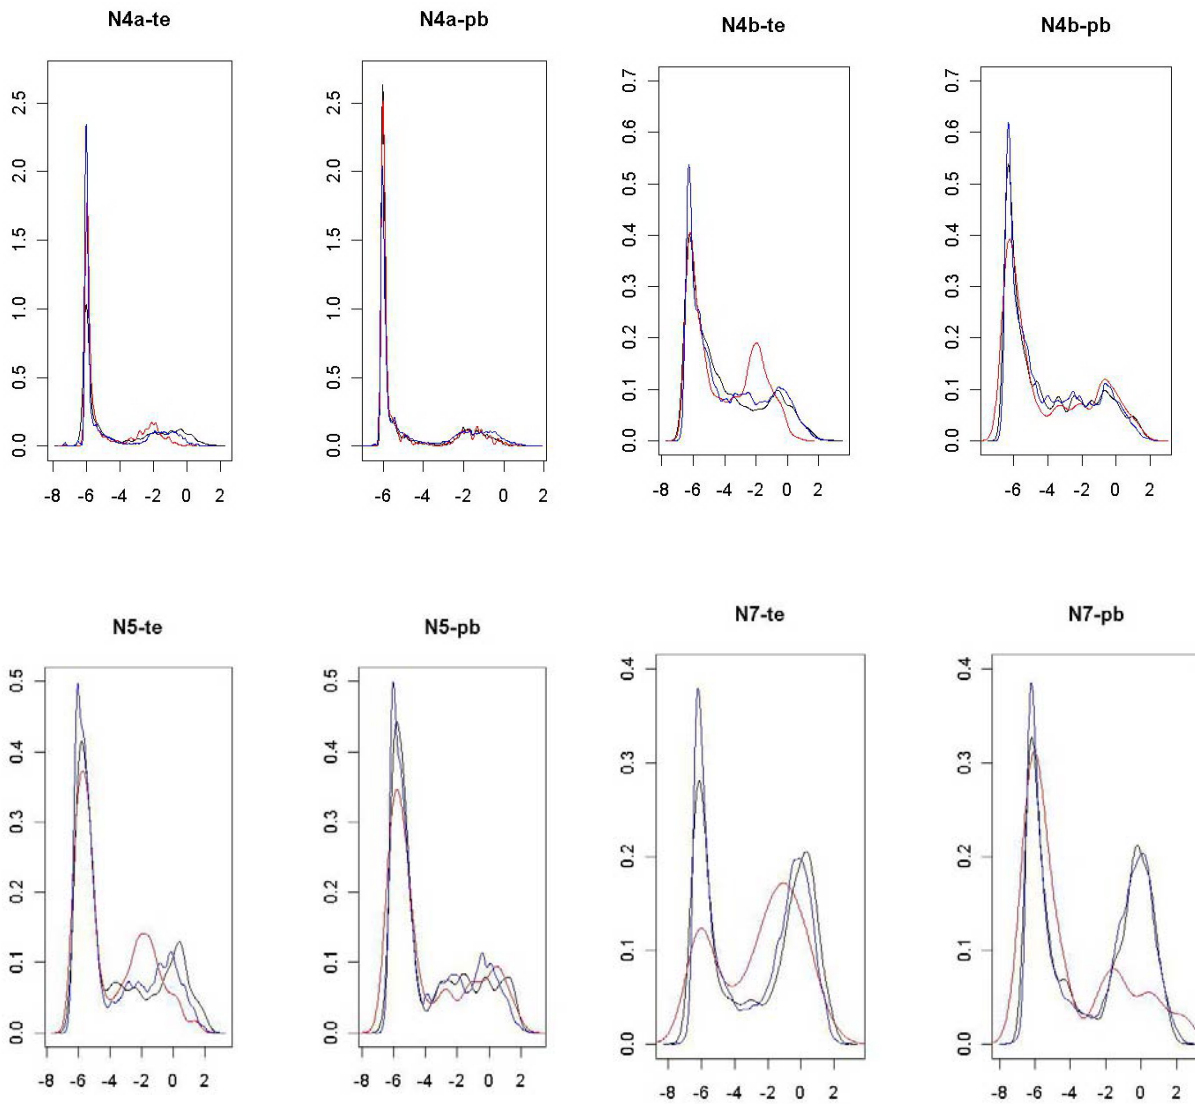 N4a-te
N4a-pb
N4b-te
N4b-pb
0.0 0.5 1.0 1.5 2.0 2.5
0.0 0.5 1.0 1.5 2.0 2.5
0.0 0.1 0.2 0.3 0.4 0.5 0.6 0.7
0.0 0.1 0.2 0.3 0.4 0.5 0.6 0.7
-8 -6 -4 -2 0 2
-6 -4 -2 0 2
-8 -6 -4 -2 0 2
-6 -4 -2 0 2
N5-te
N5-pb
N7-te
N7-pb
0.0 0.1 0.2 0.3 0.4 0.5
0.0 0.1 0.2 0.3 0.4 0.5
0.0 0.1 0.2 0.3 0.4
0.0 0.1 0.2 0.3 0.4
-8 -6 -4 -2 0 2
-8 -6 -4 -2 0 2
-8 -6 -4 -2 0 2
-8 -6 -4 -2 0 2